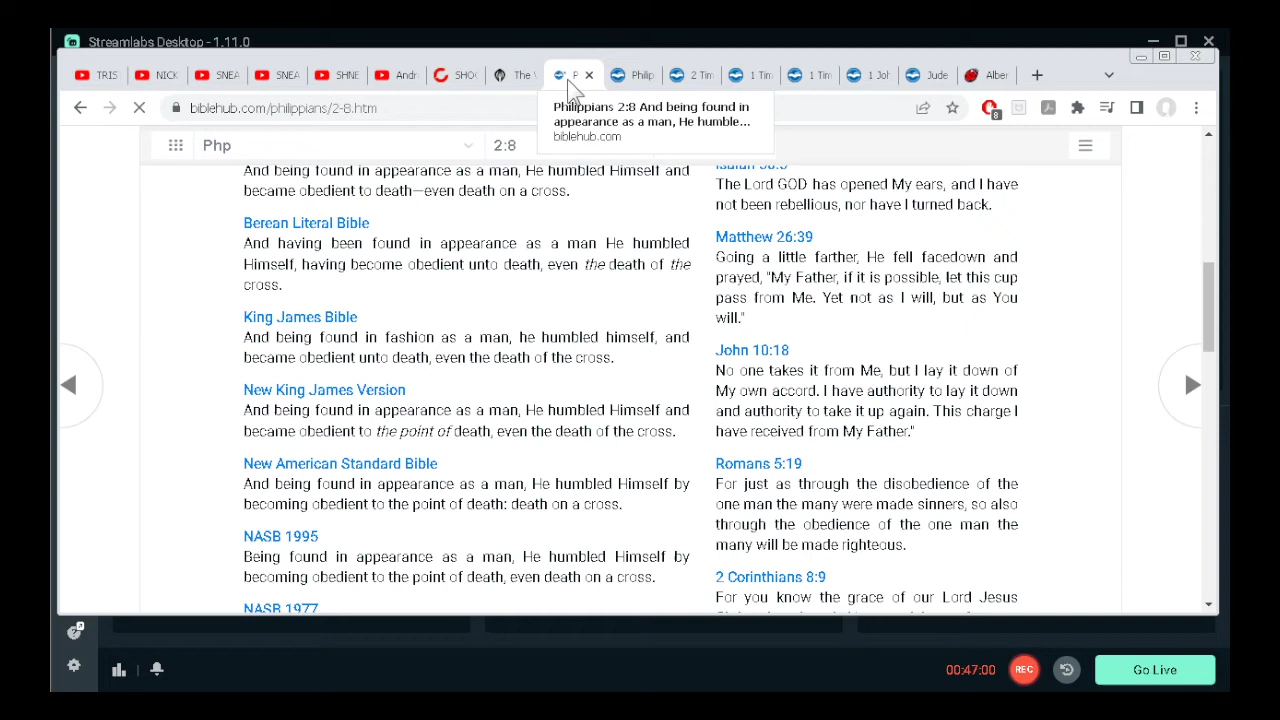 Streamlabs Desktop - 1.11.0
TRIS
NICK
SNEA
SNEA
SHNE
Andr
SHO
The
P
Philip
2 Tim
1 Tim
1 Tim
1 Joh
Jude
Alber
biblehub.com/philippians/2-8.htm
8
Philippians 2:8 And being found in
appearance as a man, He humble...
biblehub.com
Php
2:8
And being found in appearance as a man, He humbled Himself and
became obedient to death—even death on a cross.
Berean Literal Bible
And having been found in appearance as a man He humbled
Himself, having become obedient unto death, even the death of the
cross.
King James Bible
And being found in fashion as a man, he humbled himself, and
became obedient unto death, even the death of the cross.
New King James Version
And being found in appearance as a man, He humbled Himself and
became obedient to the point of death, even the death of the cross.
New American Standard Bible
And being found in appearance as a man, He humbled Himself by
becoming obedient to the point of death: death on a cross.
NASB 1995
Being found in appearance as a man, He humbled Himself by
becoming obedient to the point of death, even death on a cross.
NASB 1977
The Lord GOD has opened My ears, and I have
not been rebellious, nor have I turned back.
Matthew 26:39
Going a little farther, He fell facedown and
prayed, "My Father, if it is possible, let this cup
pass from Me. Yet not as I will, but as You
will."
John 10:18
No one takes it from Me, but I lay it down of
My own accord. I have authority to lay it down
and authority to take it up again. This charge I
have received from My Father."
Romans 5:19
For just as through the disobedience of the
one man the many were made sinners, so also
through the obedience of the one man the
many will be made righteous.
2 Corinthians 8:9
For you know the grace of our Lord Jesus
00:47:00
REC
Go Live